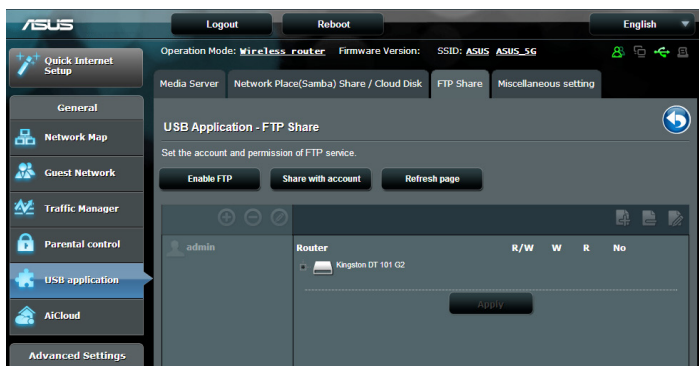 ASUS
Logout
Reboot
English
Quick Internet
Setup
Operation Mode: Wireless router Firmware Version: SSID: ASUS ASUS_5G
Media Server
Network Place(Samba) Share / Cloud Disk
FTP Share
Miscellaneous setting
General
Network Map
Guest Network
Traffic Manager
Parental control
USB application
AiCloud
Advanced Settings
USB Application - FTP Share
Set the account and permission of FTP service.
Enable FTP
Share with account
Refresh page
admin
Router R/W W R No
Kingston DT 101 G2
Apply